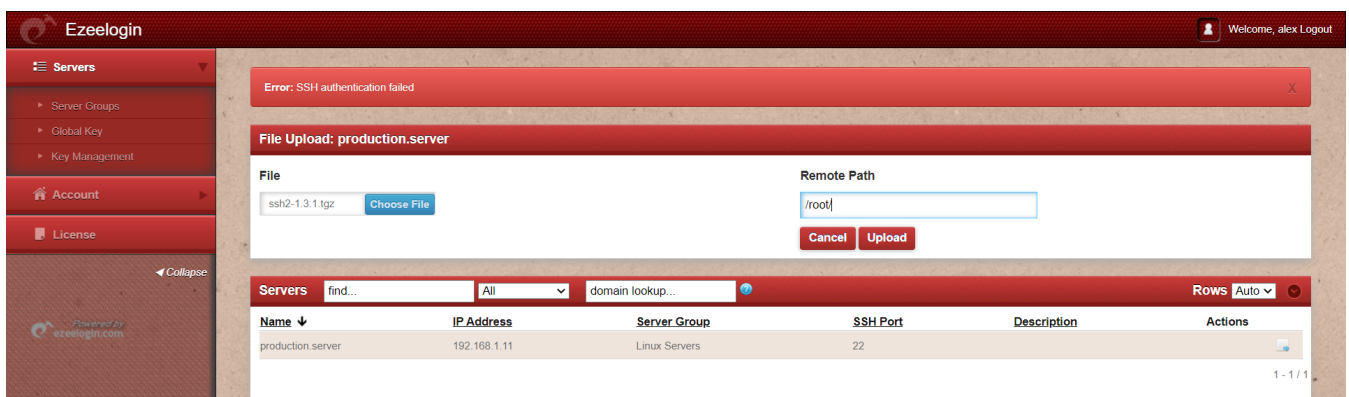 Ezeelogin
Welcome, alex Logout
Servers
Server Groups
Global Key
Key Management
Account
License
Collapse
Powered by
ezeelogin.com
Error: SSH authentication failed
X
File Upload: production.server
File
Remote Path
ssh2-1.3.1.tgz Choose File
/root/
Cancel Upload
Servers find... All domain lookup... ? Rows Auto
Name IP Address Server Group SSH Port Description Actions
production.server 192.168.1.11 Linux Servers 22
1 - 1 / 1